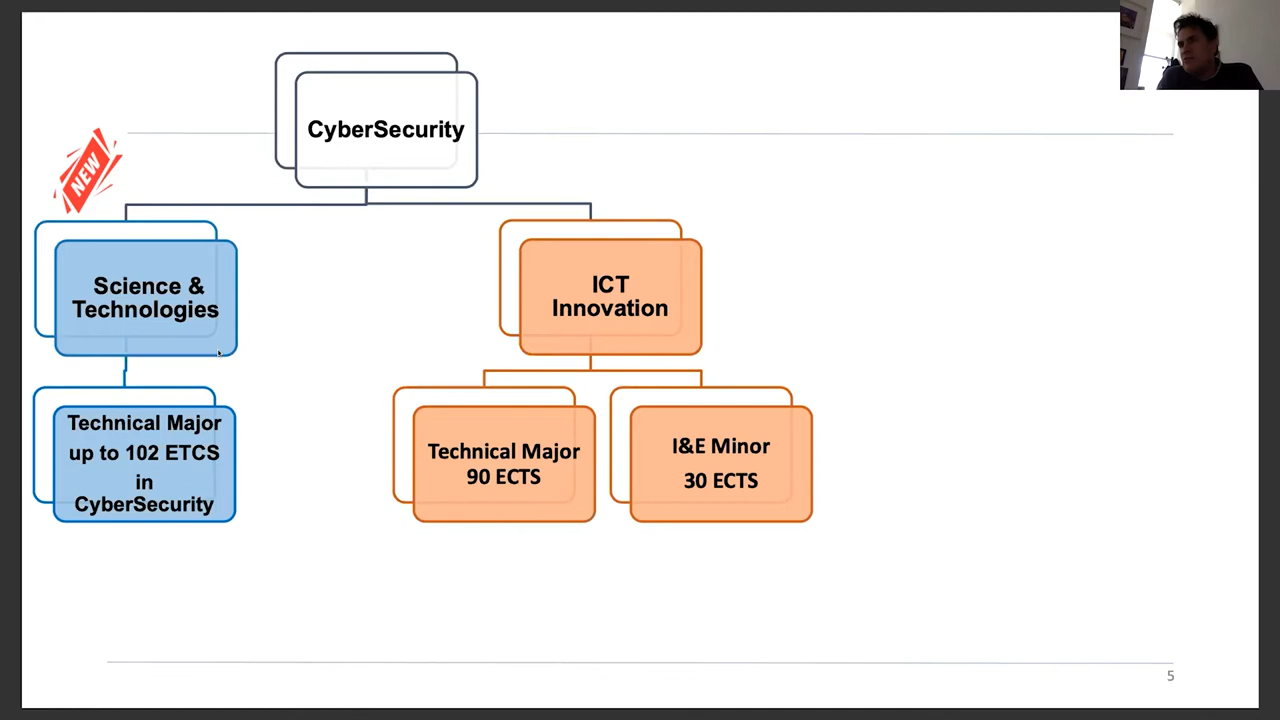 CyberSecurity
NEW
Science &
Technologies
ICT
Innovation
Technical Major
up to 102 ETCS
in
CyberSecurity
Technical Major
90 ECTS
I&E Minor
30 ECTS
5